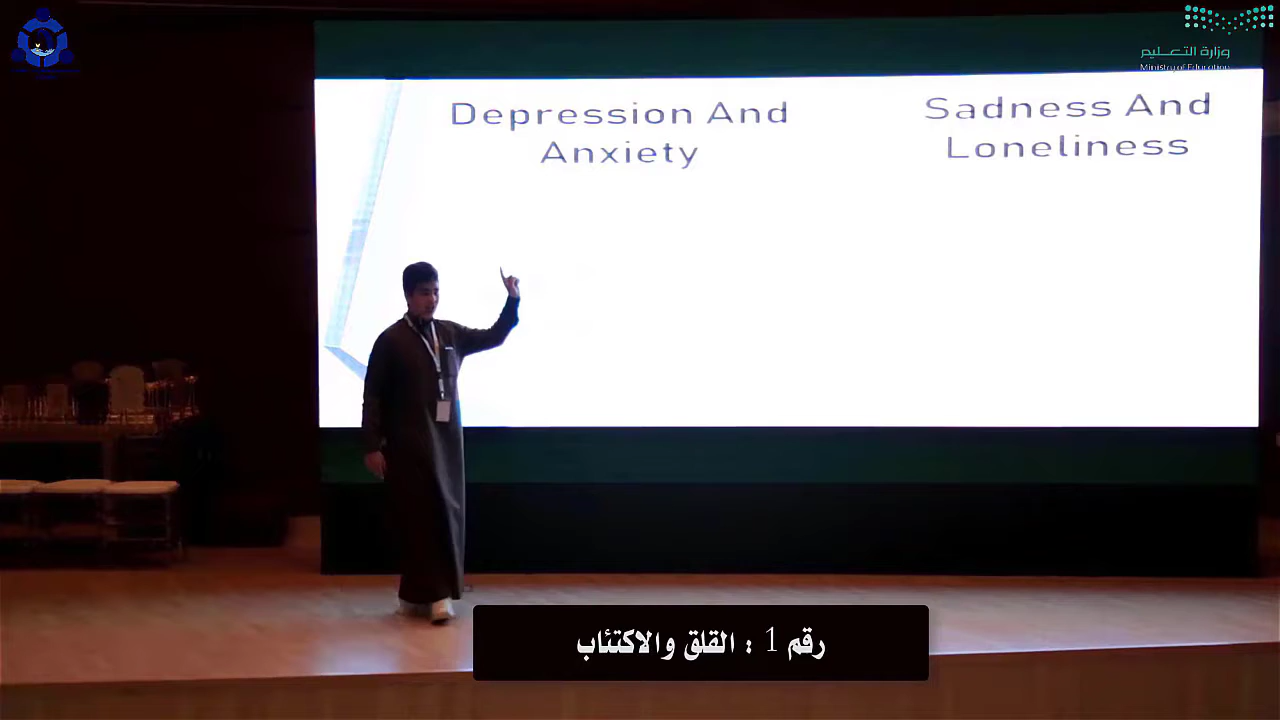 وزارة التعليم
Ministry of Education
Depression And
Anxiety
Sadness And
Loneliness
رقم 1 : القلق والاكتئاب